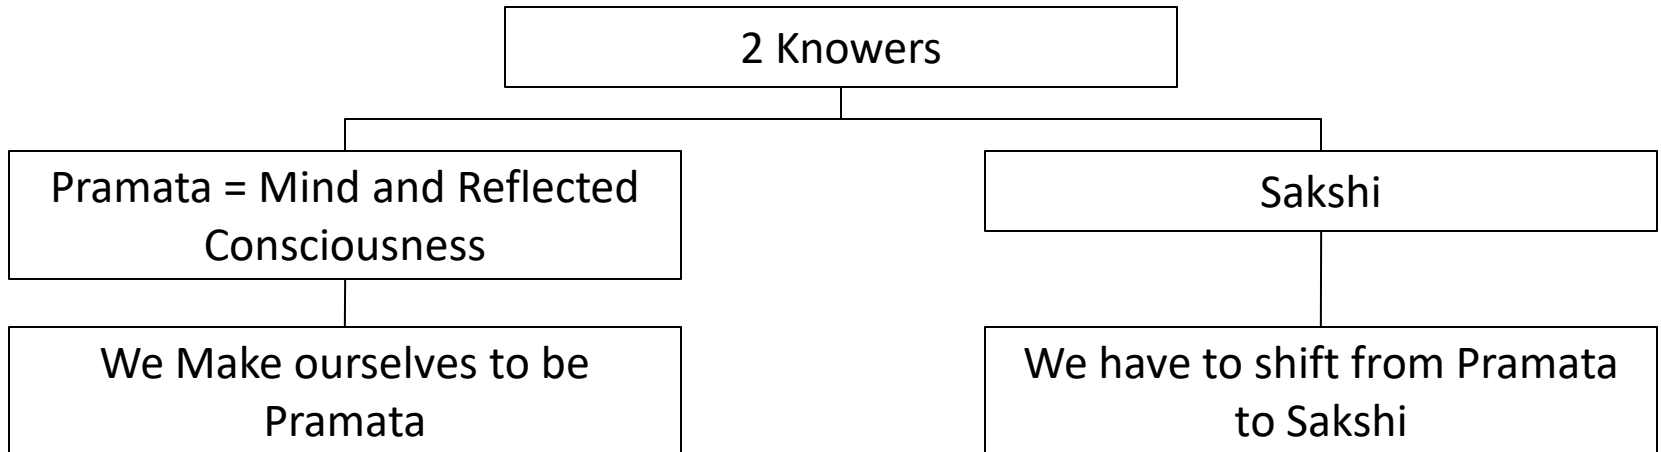 2 Knowers
Pramata = Mind and Reflected
Consciousness
Sakshi
We Make ourselves to be
Pramata
We have to shift from Pramata
to Sakshi